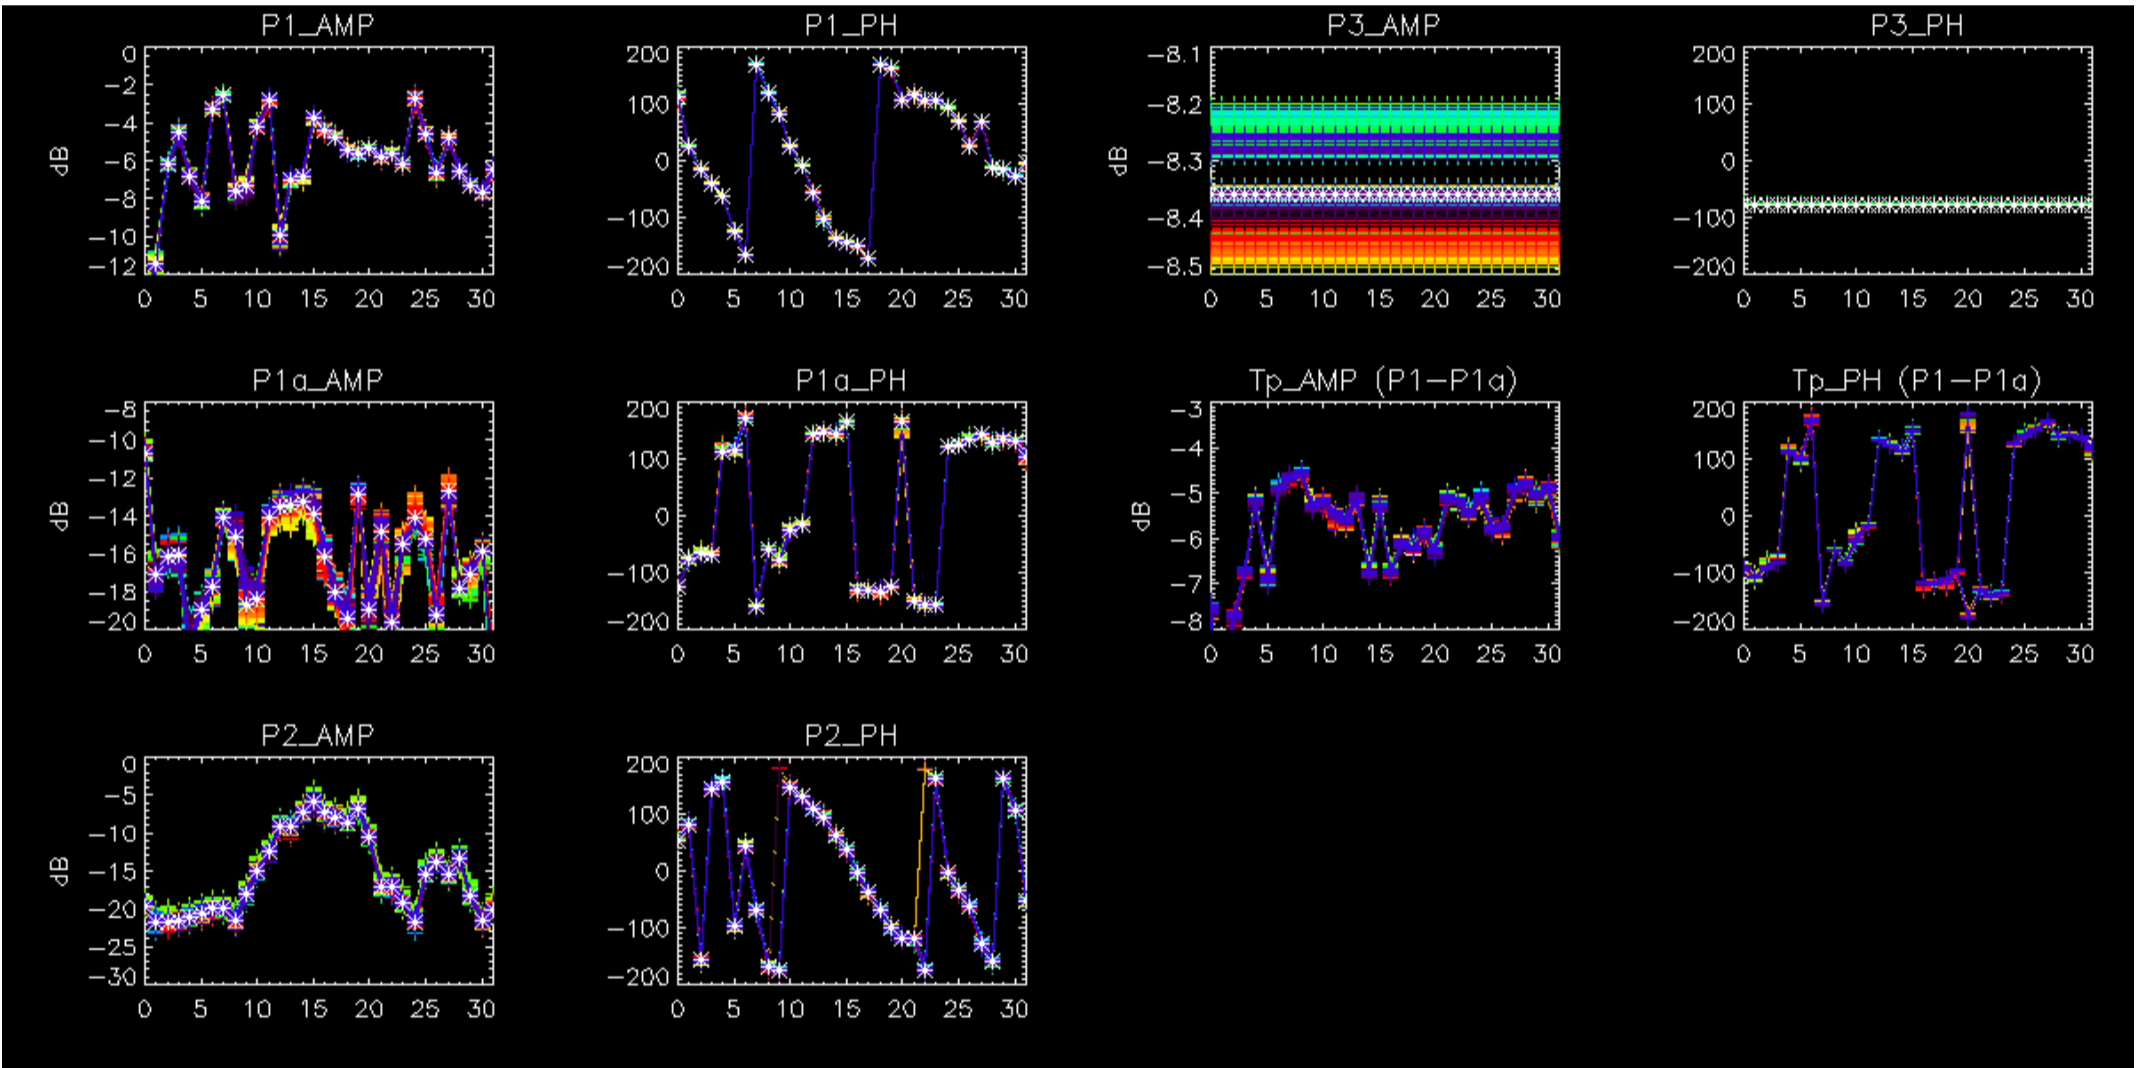 P1_AMP P1_PH P3_AMP P3_PH
0 200 -8.1 200
-2
100 -8.2 100
-4
dB -6 0 dB -8.3 0
-8
-100 -8.4 -100
-10
-12 -200 -8.5 -200
0 5 10 15 20 25 30 0 5 10 15 20 25 30 0 5 10 15 20 25 30 0 5 10 15 20 25 30
P1a_AMP P1a_PH Tp_AMP (P1-P1a) Tp_PH (P1-P1a)
-8 200 -3 200
-10 100 -4 100
-12
dB -14 0 dB -5 0
-16 -6
-18 -100 -7 -100
-20 -200 -8 -200
0 5 10 15 20 25 30 0 5 10 15 20 25 30 0 5 10 15 20 25 30 0 5 10 15 20 25 30
P2_AMP P2_PH
0 200
-5
-10 100
dB -15 0
-20 -100
-25
-30 -200
0 5 10 15 20 25 30 0 5 10 15 20 25 30